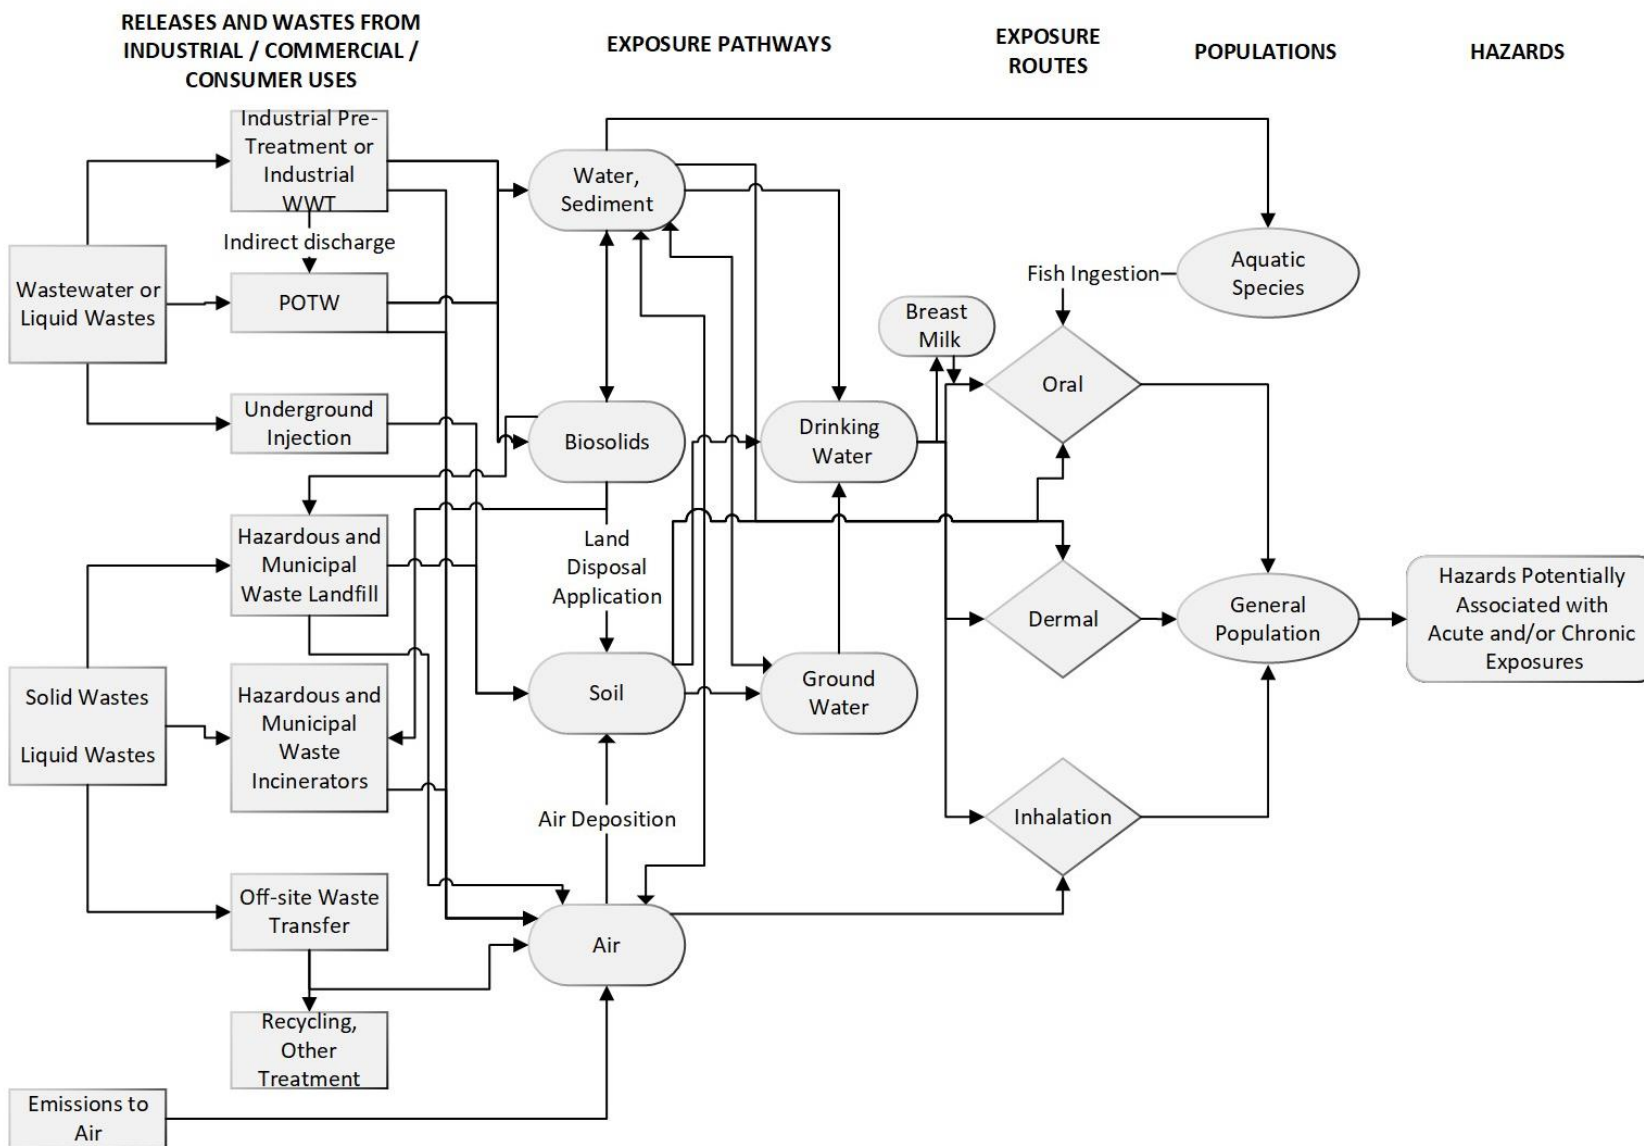 RELEASES AND WASTES FROM
INDUSTRIAL / COMMERCIAL /
CONSUMER USES
EXPOSURE PATHWAYS
EXPOSURE
ROUTES
POPULATIONS
HAZARDS
Industrial Pre-
Treatment or
Industrial
WWT
Indirect discharge
Wastewater or
Liquid Wastes
POTW
Underground
Injection
Hazardous and
Municipal
Waste Landfill
Solid Wastes
Liquid Wastes
Hazardous and
Municipal
Waste
Incinerators
Off-site Waste
Transfer
Recycling,
Other
Treatment
Emissions to
Air
Water,
Sediment
Biosolids
Land
Disposal
Application
Soil
Air Deposition
Air
Drinking
Water
Ground
Water
Breast
Milk
Fish Ingestion
Oral
Dermal
Inhalation
Aquatic
Species
General
Population
Hazards Potentially
Associated with
Acute and/or Chronic
Exposures